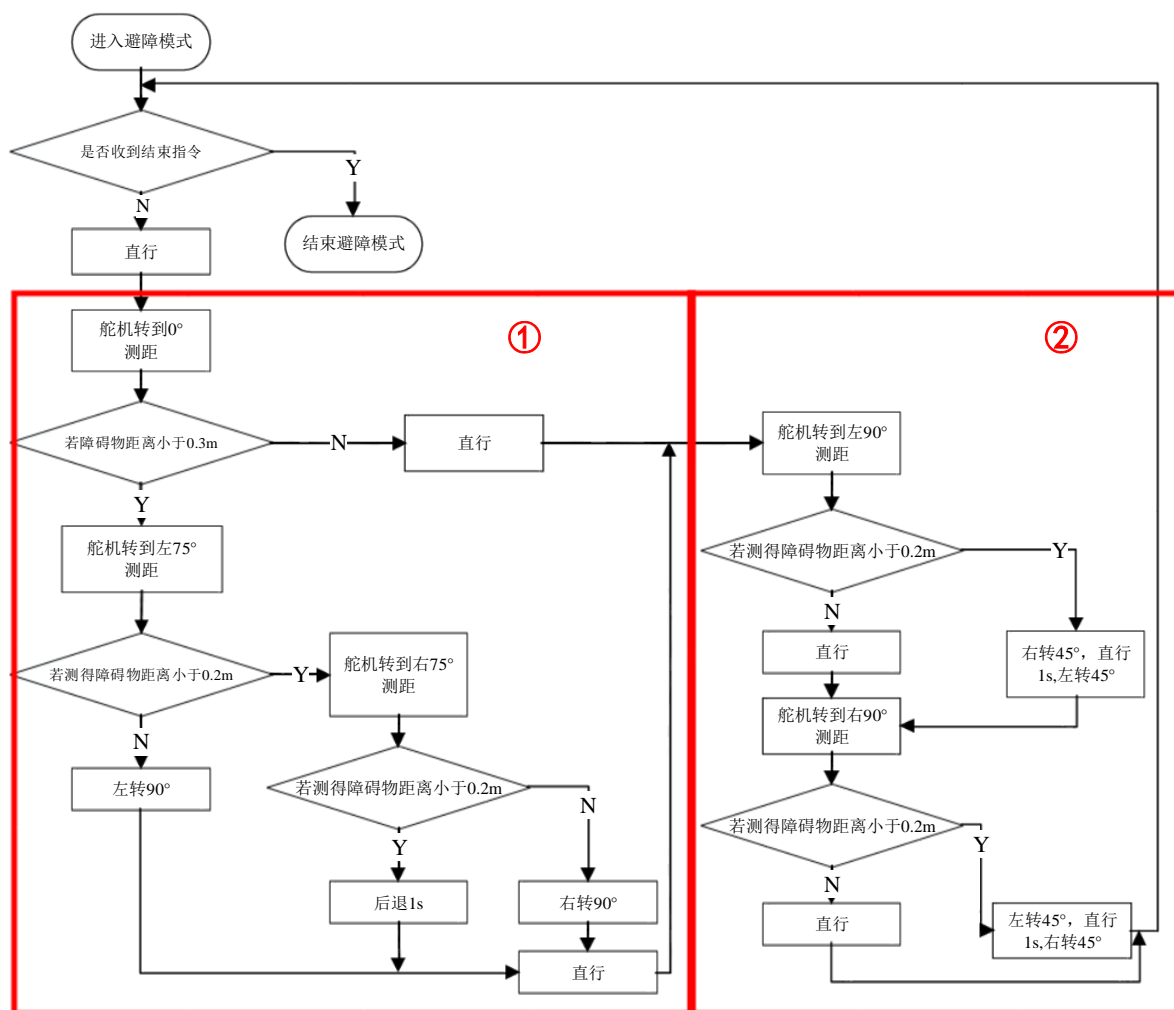 进入避障模式
是否收到结束指令
Y
N
结束避障模式
直行
①
②
舵机转到0°
测距
若障碍物距离小于0.3m
N
直行
Y
舵机转到左75°
测距
若测得障碍物距离小于0.2m
Y
舵机转到右75°
测距
N
左转90°
若测得障碍物距离小于0.2m
N
Y
后退1s
右转90°
直行
舵机转到左90°
测距
若测得障碍物距离小于0.2m
Y
N
直行
右转45°，直行
1s,左转45°
舵机转到右90°
测距
若测得障碍物距离小于0.2m
Y
N
直行
左转45°，直行
1s,右转45°